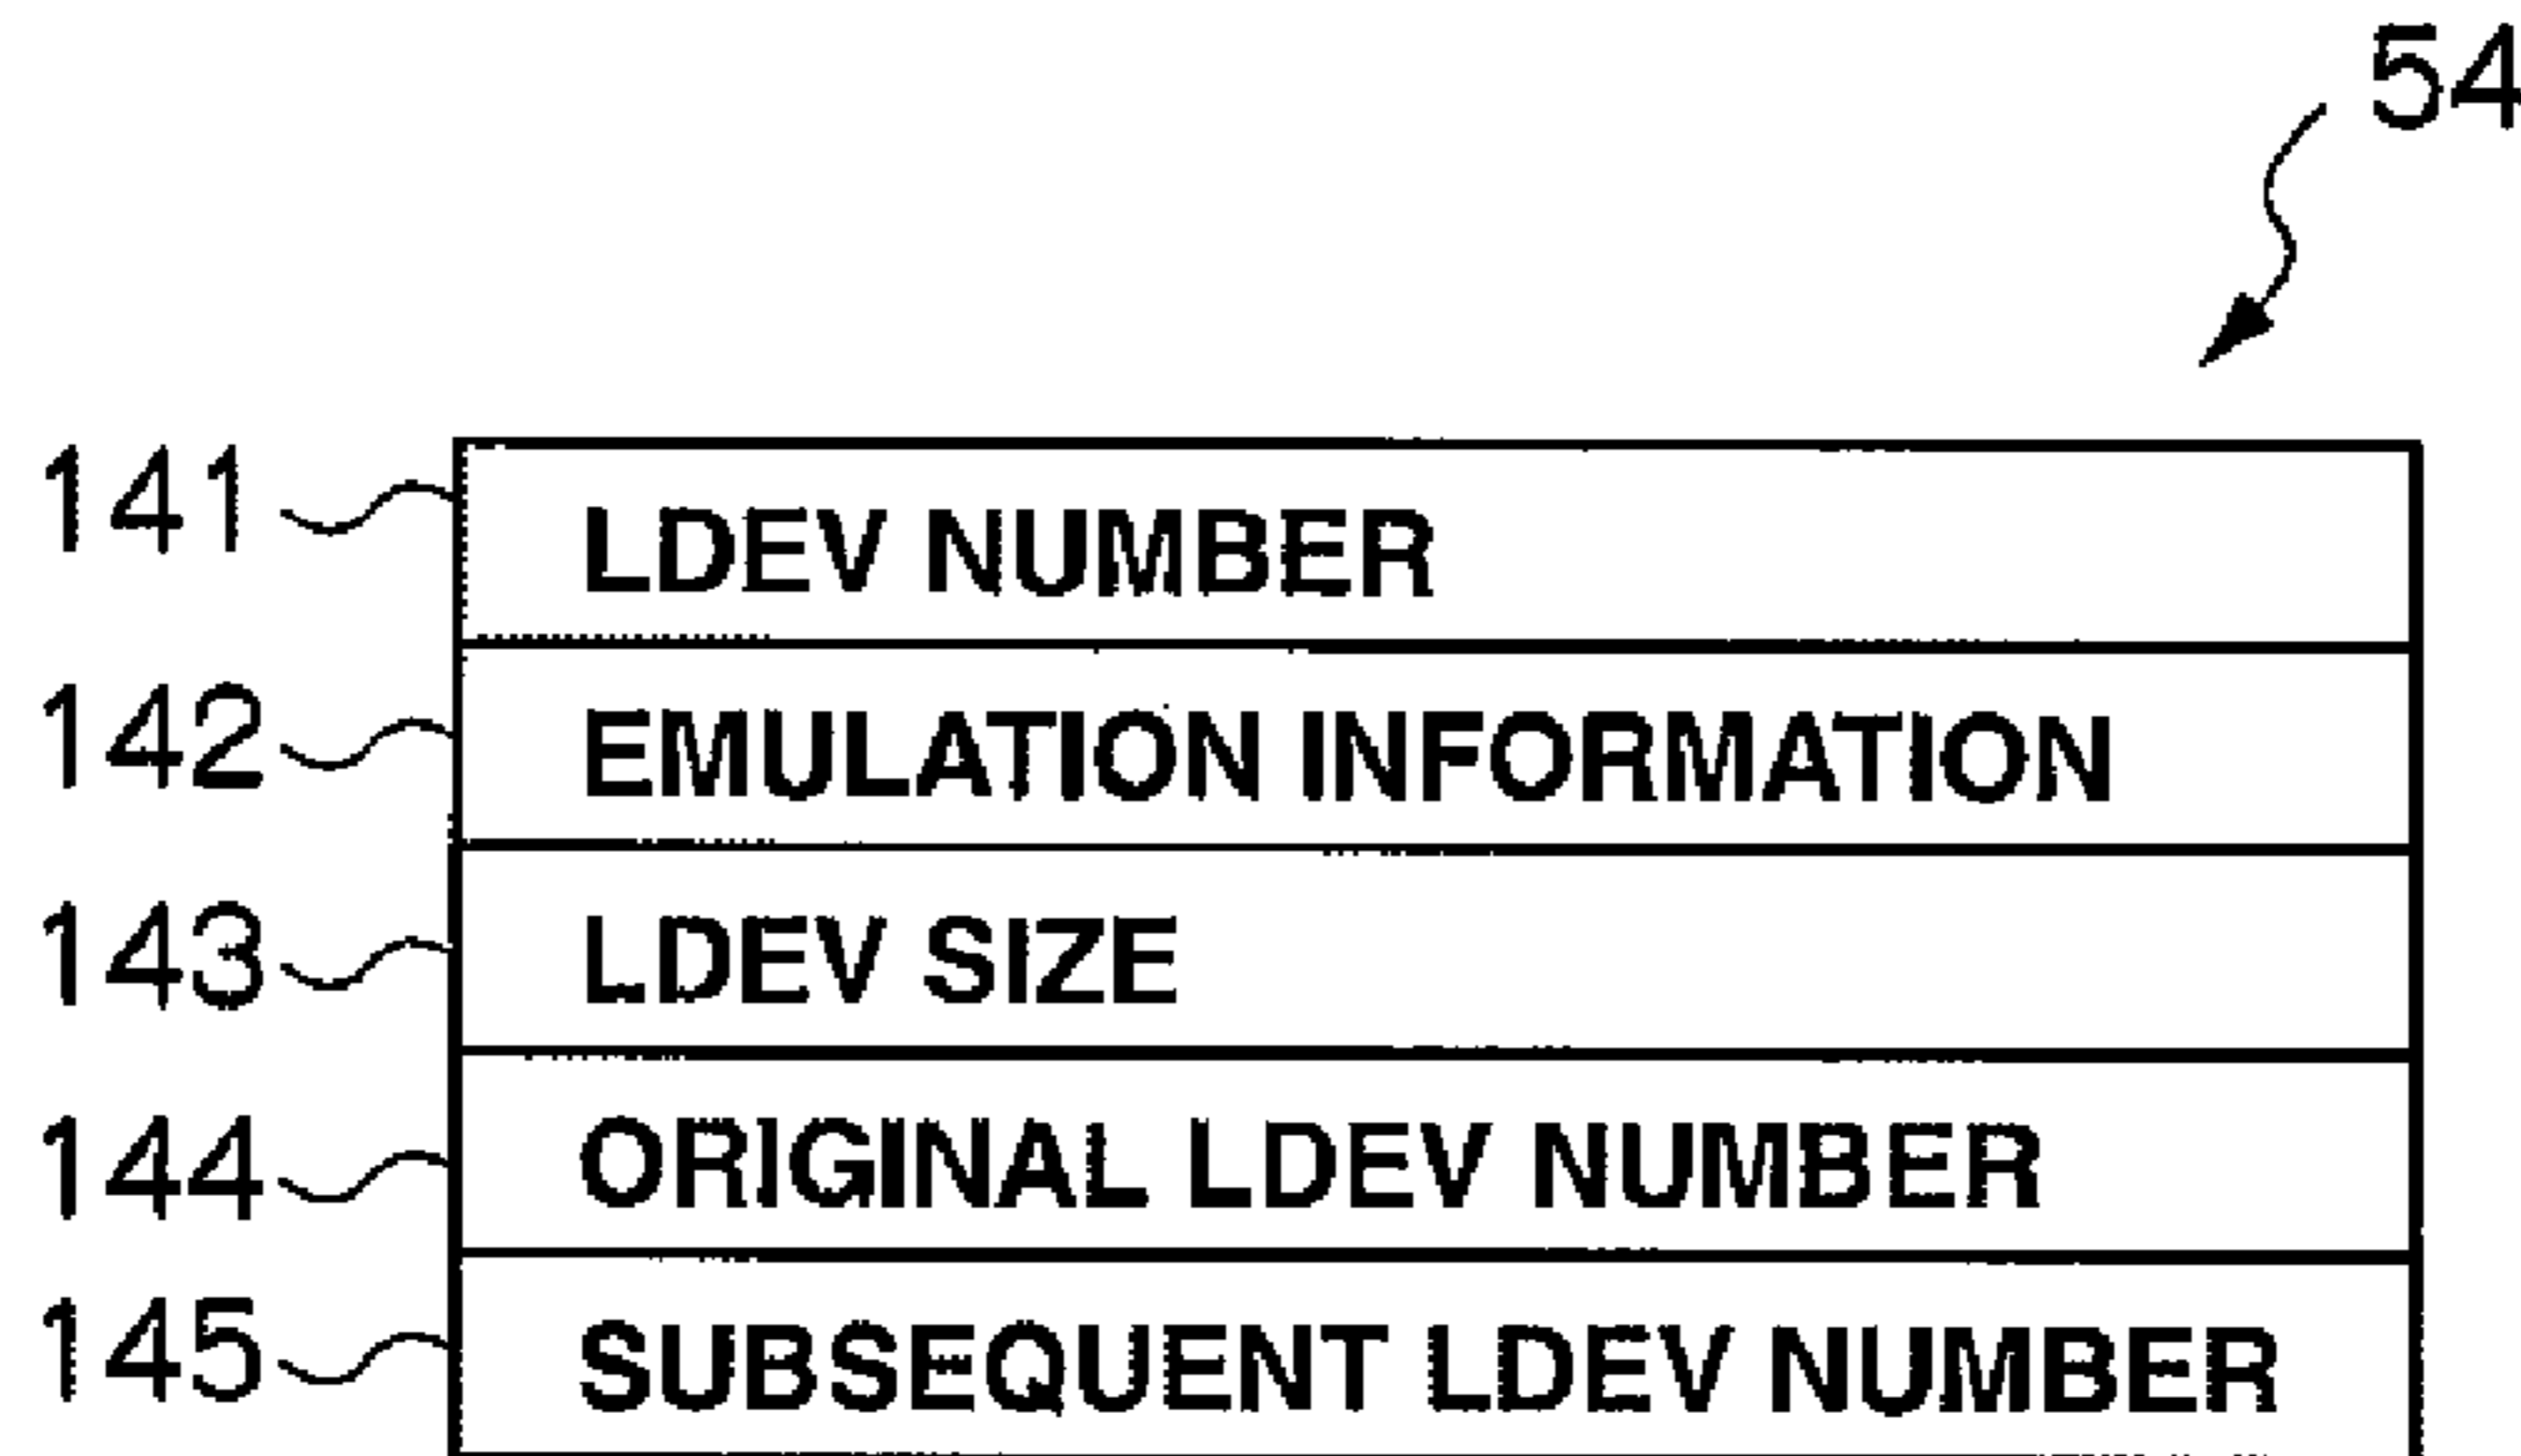 54
141 LDEV NUMBER
142 EMULATION INFORMATION
143 LDEV SIZE
144 ORIGINAL LDEV NUMBER
145 SUBSEQUENT LDEV NUMBER